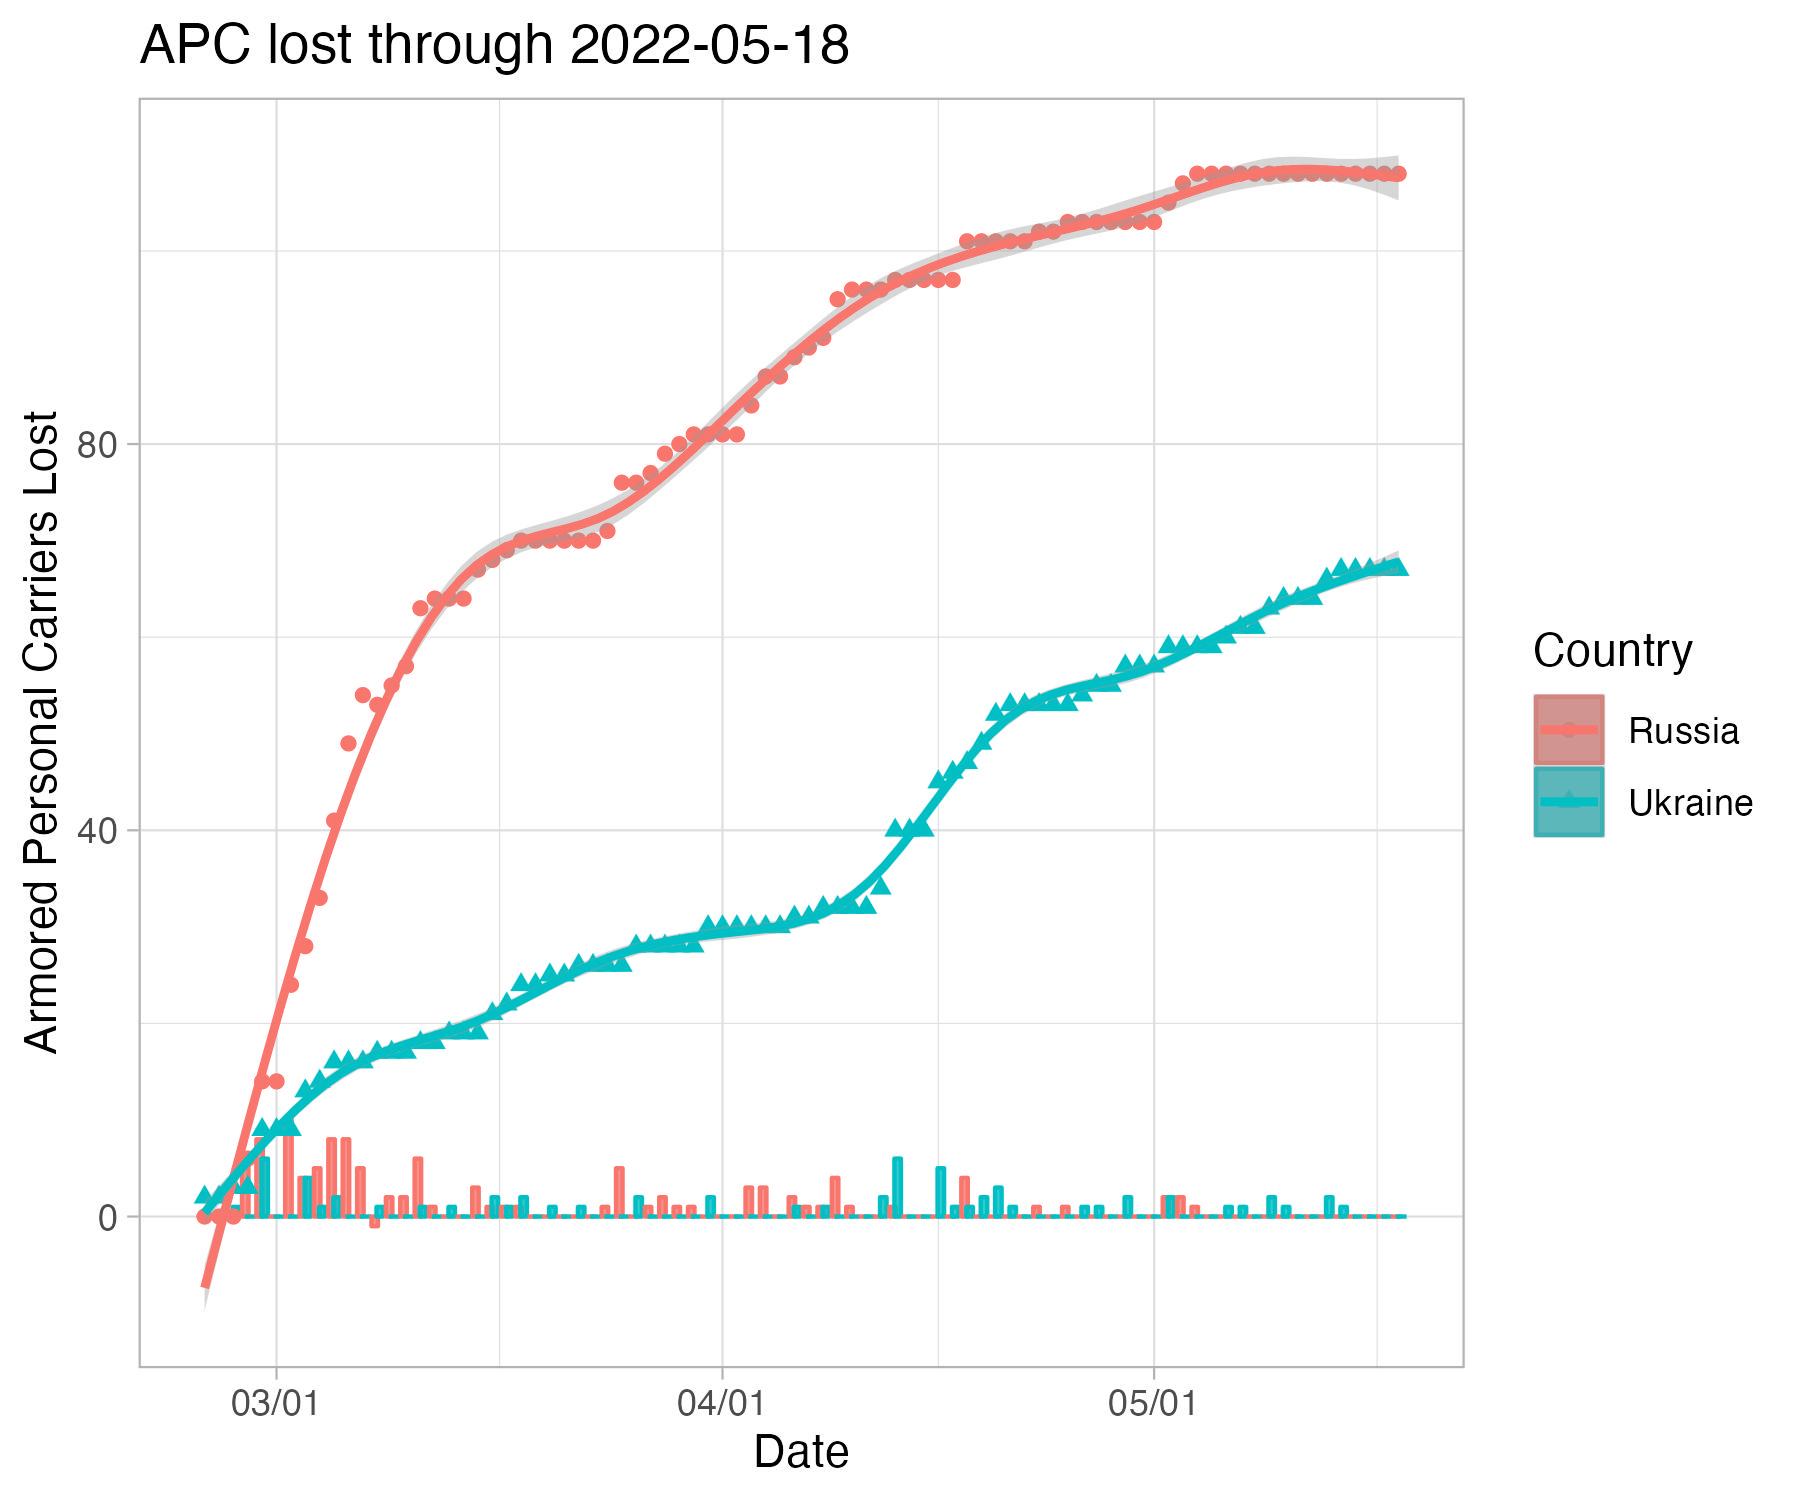 APC lost through 2022-05-18
Armored Personal Carriers Lost
80
40
0
03/01
04/01
05/01
Date
Country
Russia
Ukraine